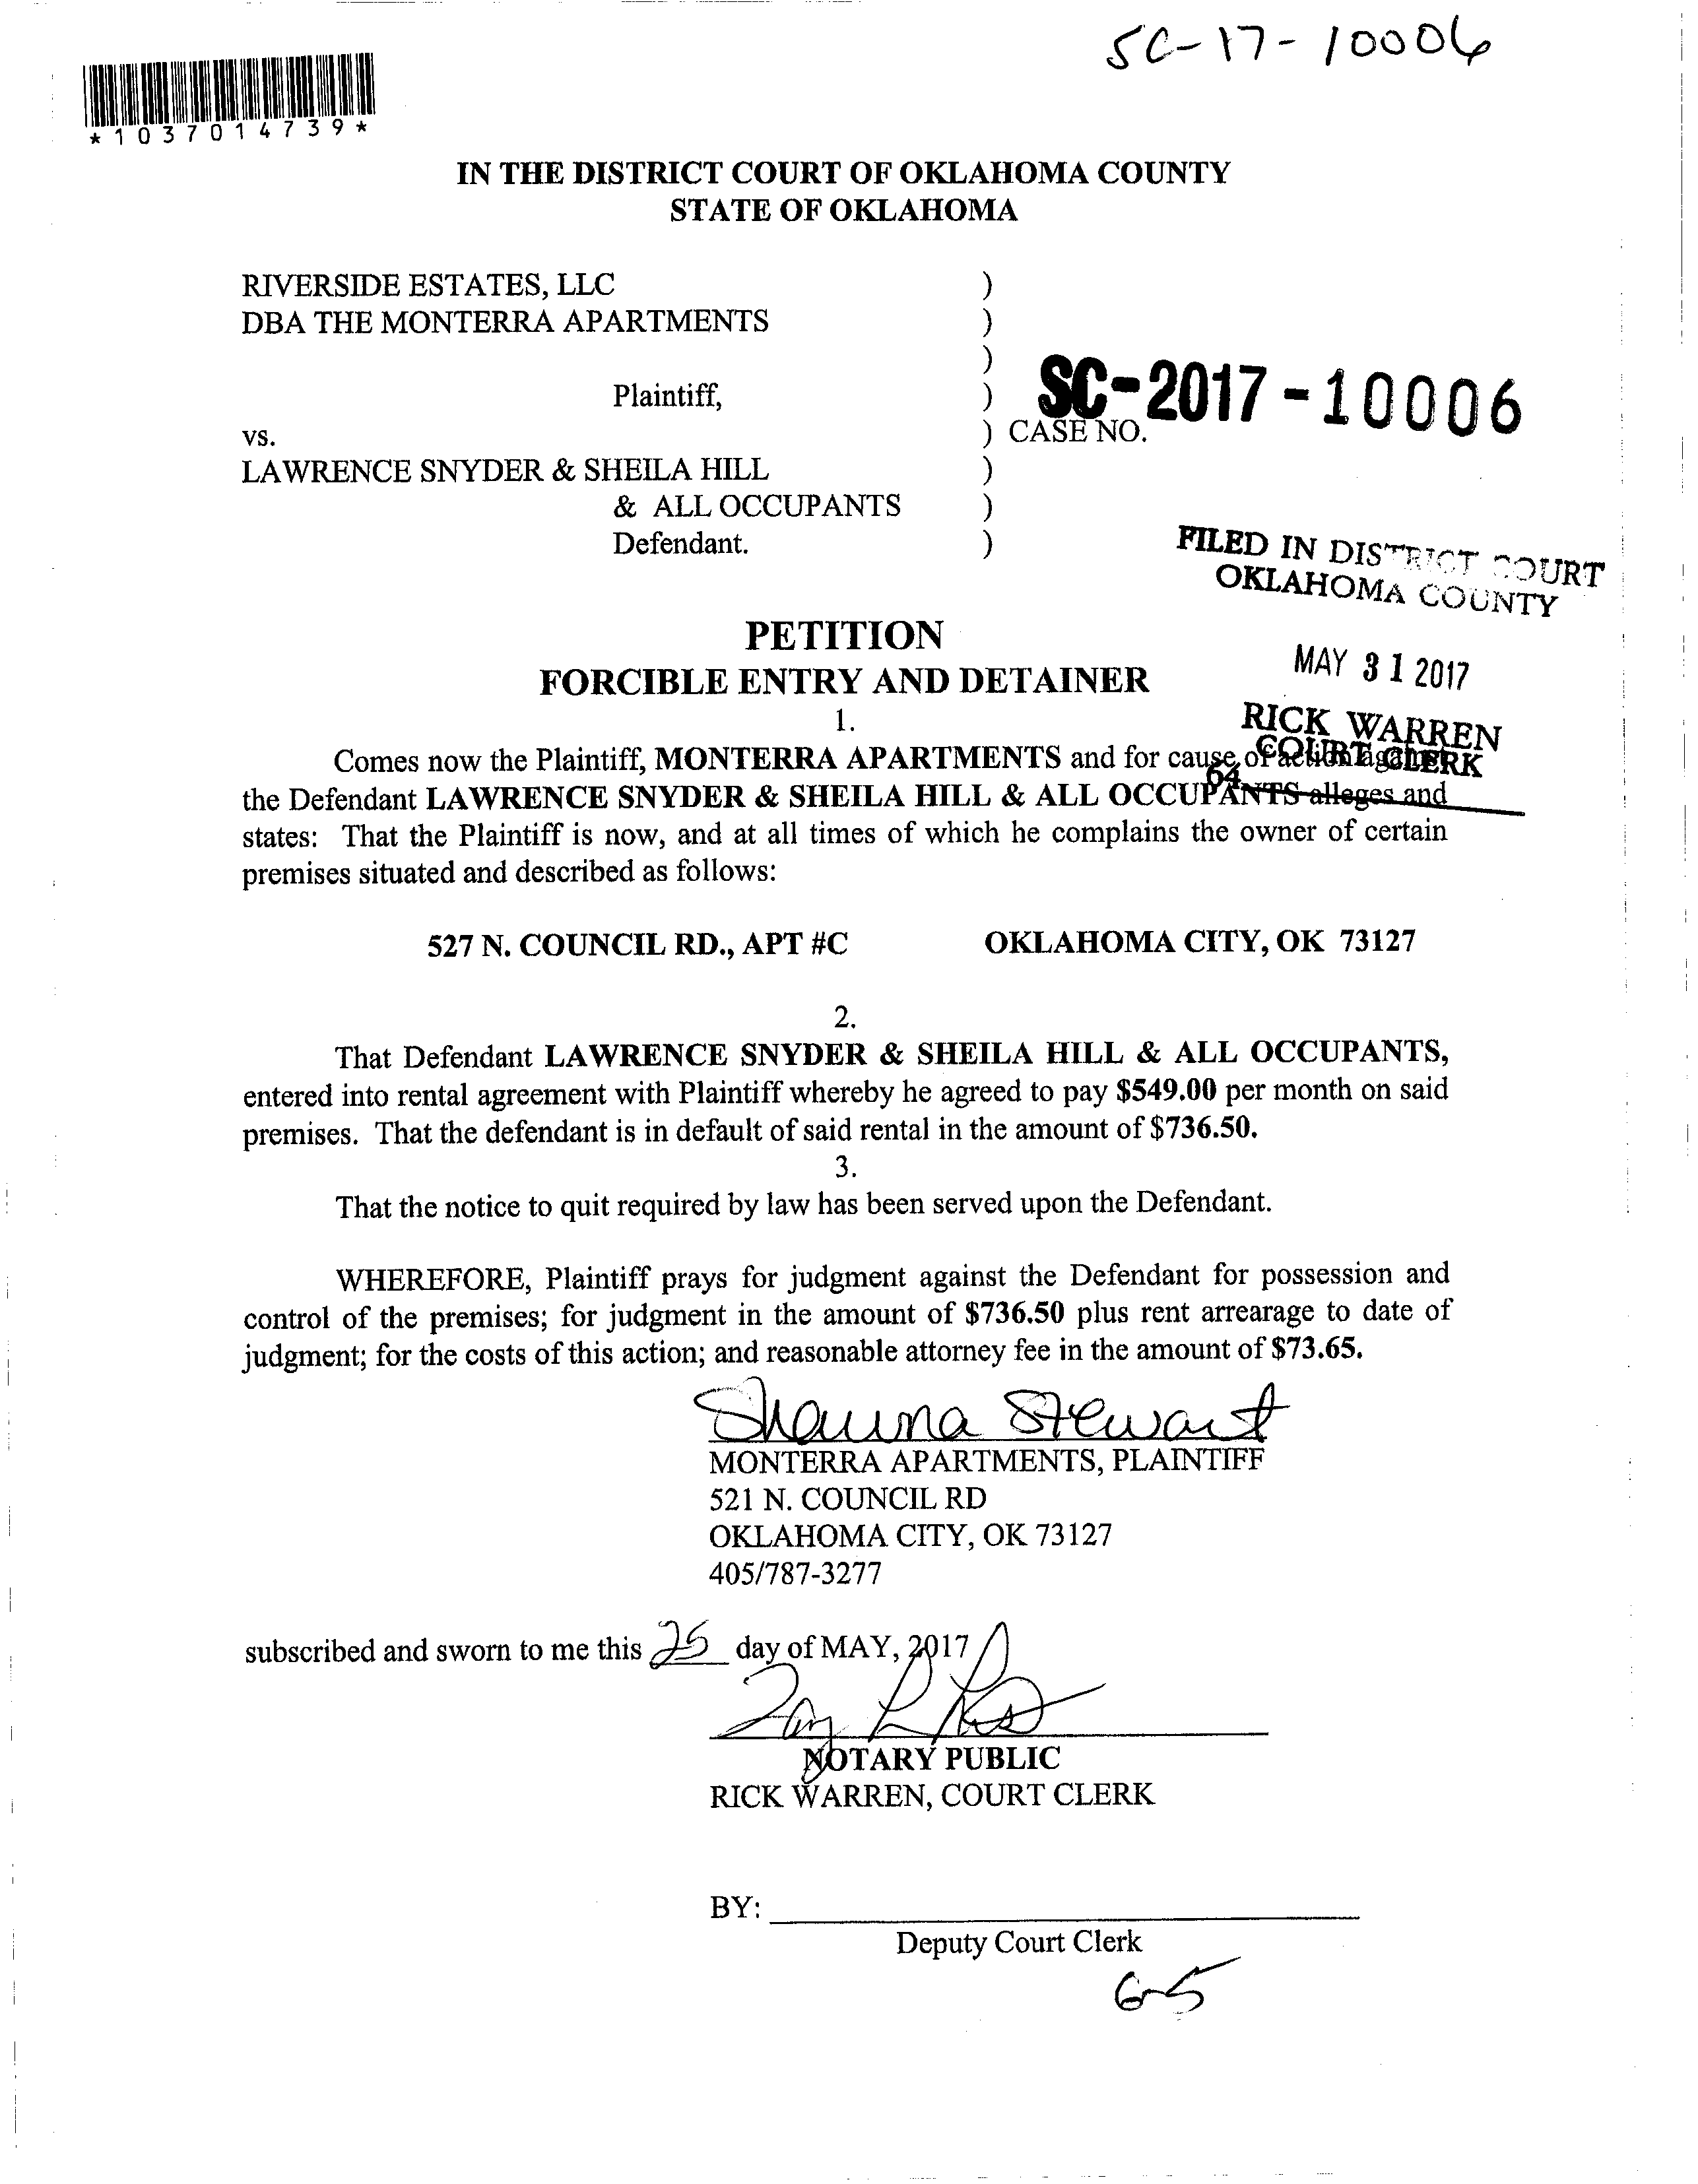 SC-17-10006
*1037014739*
IN THE DISTRICT COURT OF OKLAHOMA COUNTY
STATE OF OKLAHOMA
RIVERSIDE ESTATES, LLC )
DBA THE MONTERRA APARTMENTS )
)
Plaintiff, ) SC-2017-10006
vs. ) CASE NO.
LAWRENCE SNYDER & SHEILA HILL )
& ALL OCCUPANTS )
Defendant. )
FILED IN DISTRICT COURT
OKLAHOMA COUNTY
PETITION
FORCIBLE ENTRY AND DETAINER
MAY 31 2017
1.
RICK WARREN
COURT CLERK
64
Comes now the Plaintiff, MONTERRA APARTMENTS and for cause of action against
the Defendant LAWRENCE SNYDER & SHEILA HILL & ALL OCCUPANTS alleges and
states: That the Plaintiff is now, and at all times of which he complains the owner of certain
premises situated and described as follows:
527 N. COUNCIL RD., APT #C OKLAHOMA CITY, OK 73127
2.
That Defendant LAWRENCE SNYDER & SHEILA HILL & ALL OCCUPANTS,
entered into rental agreement with Plaintiff whereby he agreed to pay $549.00 per month on said
premises. That the defendant is in default of said rental in the amount of $736.50.
3.
That the notice to quit required by law has been served upon the Defendant.
WHEREFORE, Plaintiff prays for judgment against the Defendant for possession and
control of the premises; for judgment in the amount of $736.50 plus rent arrearage to date of
judgment; for the costs of this action; and reasonable attorney fee in the amount of $73.65.
Shauna Stewart
MONTERRA APARTMENTS, PLAINTIFF
521 N. COUNCIL RD
OKLAHOMA CITY, OK 73127
405/787-3277
subscribed and sworn to me this 25 day of MAY, 2017
NOTARY PUBLIC
RICK WARREN, COURT CLERK
BY:
Deputy Court Clerk
6-5